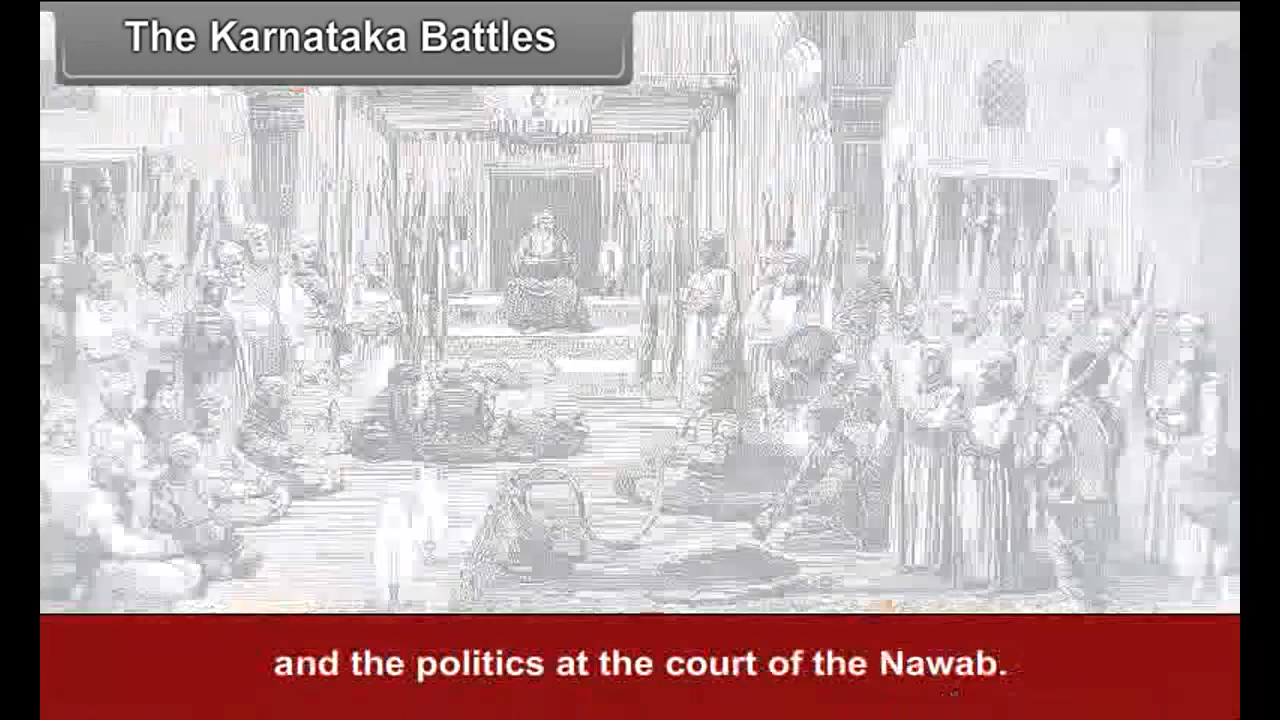 The Karnataka Battles
and the politics at the court of the Nawab.